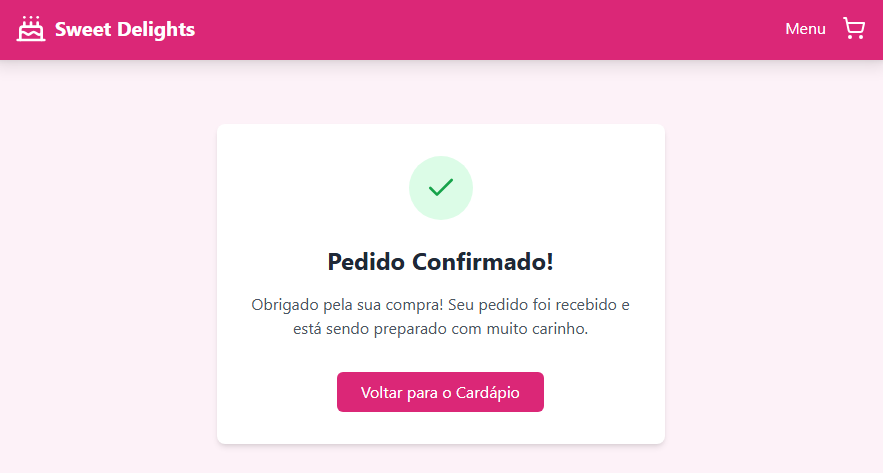 Sweet Delights
Menu
Pedido Confirmado!
Obrigado pela sua compra! Seu pedido foi recebido e
está sendo preparado com muito carinho.
Voltar para o Cardápio